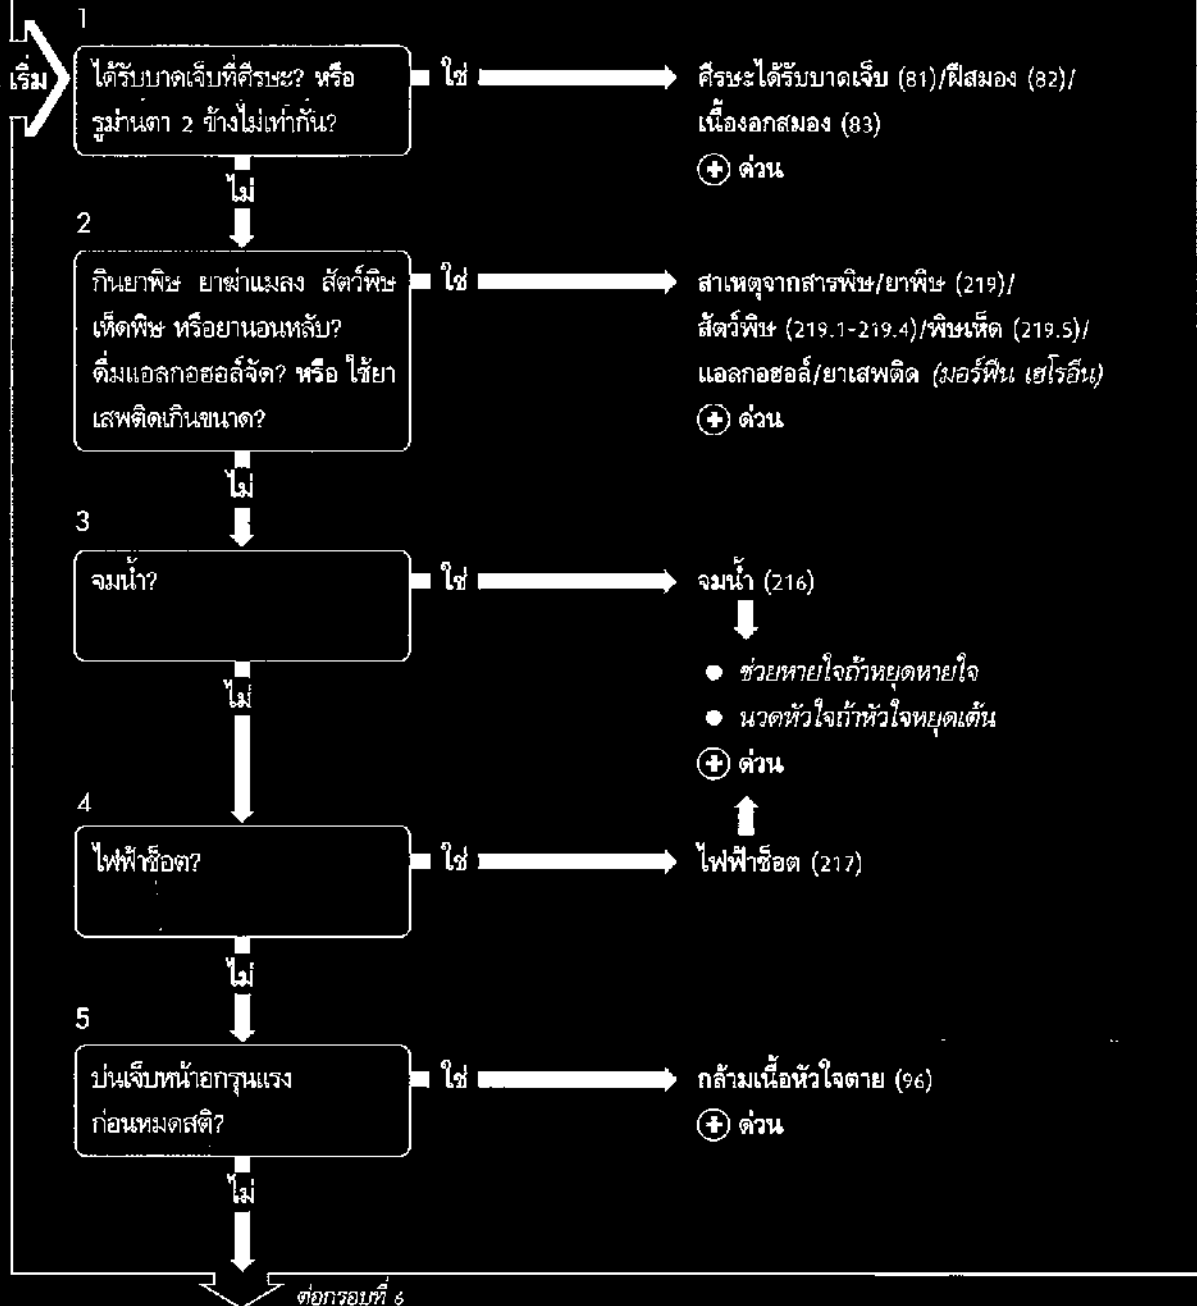 เริ่ม
1
ได้รับบาดเจ็บที่ศีรษะ? หรือ
รูม่านตา 2 ข้างไม่เท่ากัน?
ใช่
ศีรษะได้รับบาดเจ็บ (81)/ฝีสมอง (82)/
เนื้องอกสมอง (83)
ด่วน
ไม่
2
กินยาพิษ ยาฆ่าแมลง สัตว์พิษ
เห็ดพิษ หรือยานอนหลับ?
ดื่มแอลกอฮอล์จัด? หรือ ใช้ยา
เสพติดเกินขนาด?
ใช่
สาเหตุจากสารพิษ/ยาพิษ (219)/
สัตว์พิษ (219.1-219.4)/พิษเห็ด (219.5)/
แอลกอฮอล์/ยาเสพติด (มอร์ฟีน เฮโรอีน)
ด่วน
ไม่
3
จมน้ำ?
ใช่
จมน้ำ (216)
ช่วยหายใจถ้าหยุดหายใจ
นวดหัวใจถ้าหัวใจหยุดเต้น
ด่วน
ไม่
4
ไฟฟ้าช็อต?
ใช่
ไฟฟ้าช็อต (217)
ไม่
5
บ่นเจ็บหน้าอกรุนแรง
ก่อนหมดสติ?
ใช่
กล้ามเนื้อหัวใจตาย (96)
ด่วน
ไม่
ต่อกรอบที่ 6